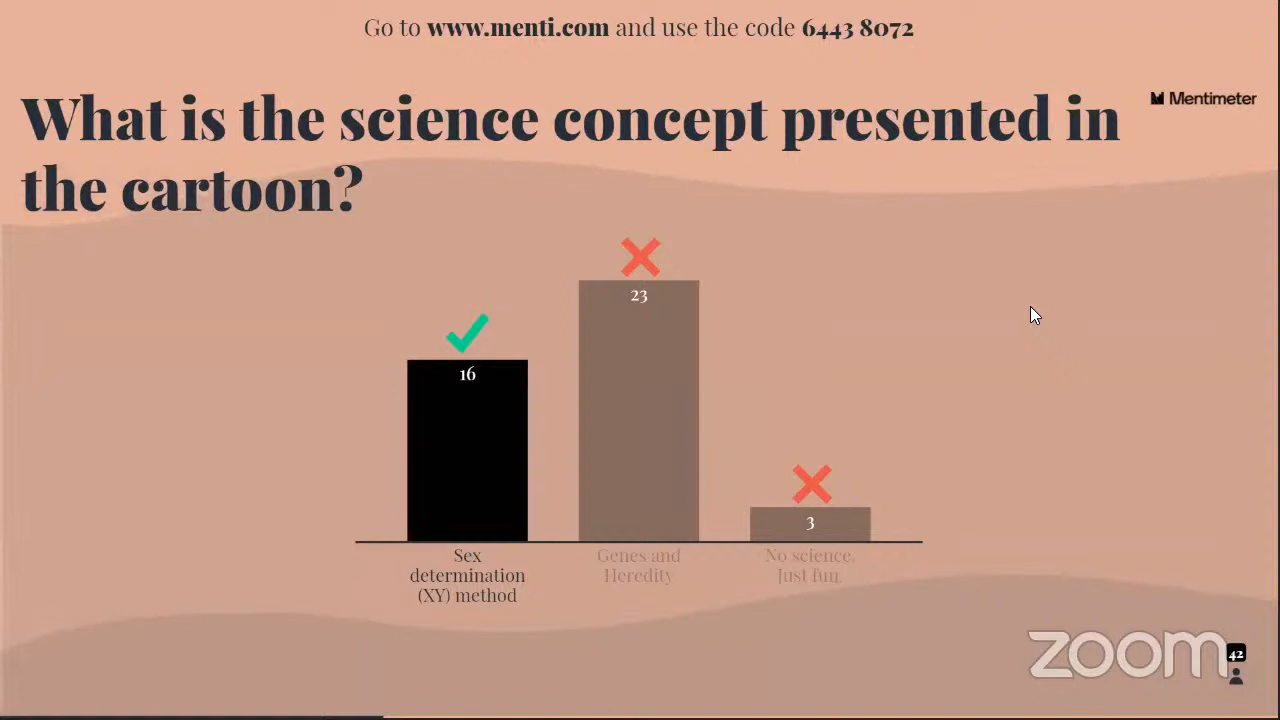 Go to www.menti.com and use the code 6443 8072
Mentimeter
What is the science concept presented in
the cartoon?
16
23
3
Sex
determination
(XY) method
Genes and
Heredity
No science,
Just fun
zoom
42